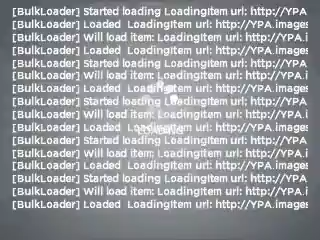 [BulkLoader] Started loading LoadingItem url: http://YPA
[BulkLoader] Loaded LoadingItem url: http://YPA.images
[BulkLoader] Will load item: LoadingItem url: http://YPA.i
[BulkLoader] Loaded LoadingItem url: http://YPA.images
[BulkLoader] Started loading LoadingItem url: http://YPA
[BulkLoader] Will load item: LoadingItem url: http://YPA.i
[BulkLoader] Loaded LoadingItem url: http://YPA.images
[BulkLoader] Started loading LoadingItem url: http://YPA
[BulkLoader] Will load item: LoadingItem url: http://YPA.i
[BulkLoader] Loaded LoadingItem url: http://YPA.images
[BulkLoader] Started loading LoadingItem url: http://YPA
[BulkLoader] Will load item: LoadingItem url: http://YPA.i
[BulkLoader] Loaded LoadingItem url: http://YPA.images
[BulkLoader] Started loading LoadingItem url: http://YPA
[BulkLoader] Will load item: LoadingItem url: http://YPA.i
[BulkLoader] Loaded LoadingItem url: http://YPA.images